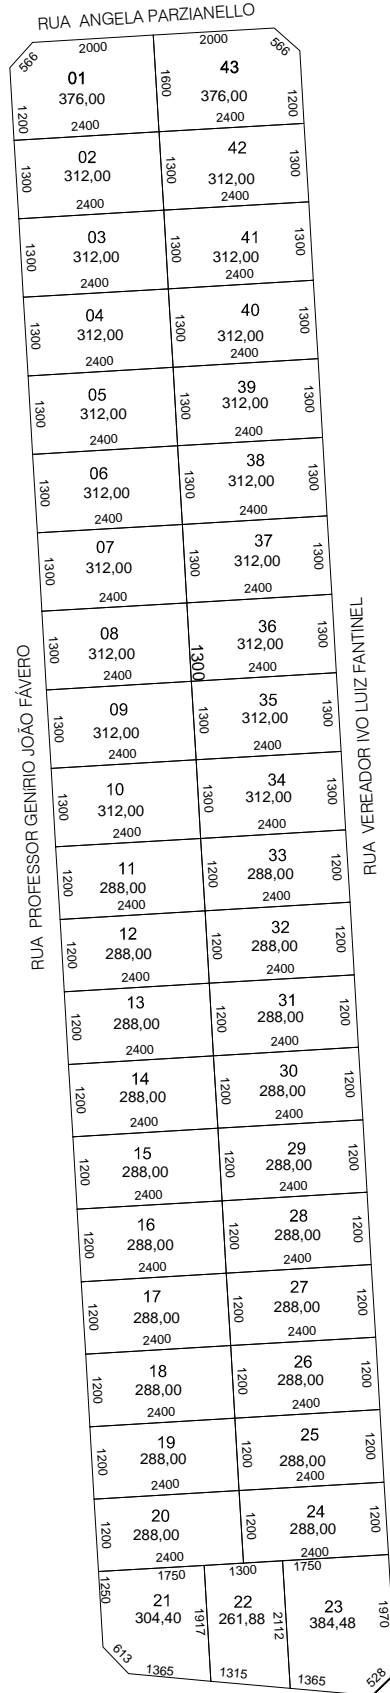 RUA ANGELA PARZIANELLO
2000 2000
566 566
01 43
376,00 1600 376,00
1200 2400 2400 1200
02 42
1300 312,00 1300 312,00 1300
2400 2400
03 41
1300 312,00 1300 312,00 1300
2400 2400
04 40
1300 312,00 1300 312,00 1300
2400 2400
05 39
1300 312,00 1300 312,00 1300
2400 2400
06 38
1300 312,00 1300 312,00 1300
2400 2400
07 37
1300 312,00 1300 312,00 1300
2400 2400
08 36
1300 312,00 1300 312,00 1300
2400 2400
RUA PROFESSOR GENÍRIO JOÃO FÁVERO
RUA VEREADOR IVO LUIZ FANTINEL
09 35
1300 312,00 1300 312,00 1300
2400 2400
10 34
1300 312,00 1300 312,00 1300
2400 2400
11 33
1200 288,00 1200 288,00 1200
2400 2400
12 32
1200 288,00 1200 288,00 1200
2400 2400
13 31
1200 288,00 1200 288,00 1200
2400 2400
14 30
1200 288,00 1200 288,00 1200
2400 2400
15 29
1200 288,00 1200 288,00 1200
2400 2400
16 28
1200 288,00 1200 288,00 1200
2400 2400
17 27
1200 288,00 1200 288,00 1200
2400 2400
18 26
1200 288,00 1200 288,00 1200
2400 2400
19 25
1200 288,00 1200 288,00 1200
2400 2400
20 24
1200 288,00 1200 288,00 1200
2400 2400
1750 1300 1750
1250 21 22 23 1970
304,40 1917 261,88 2112 384,48
613 528
1365 1315 1365